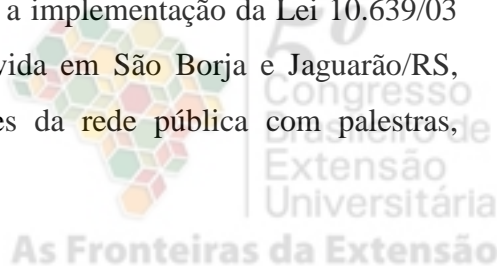 a implementação da Lei 10.639/03
vida em São Borja e Jaguarão/RS,
es da rede pública com palestras,
5º
Congresso
Brasileiro de
Extensão
Universitária
As Fronteiras da Extensão